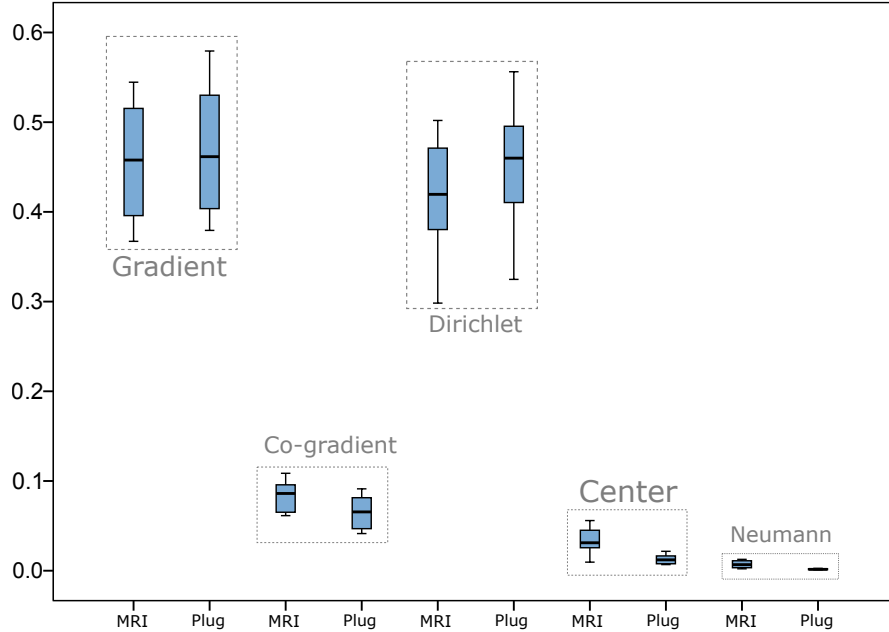 0.6
0.5
0.4
0.3
0.2
0.1
0.0
Gradient
Dirichlet
Co-gradient
Center
Neumann
MRI Plug MRI Plug MRI Plug MRI Plug MRI Plug